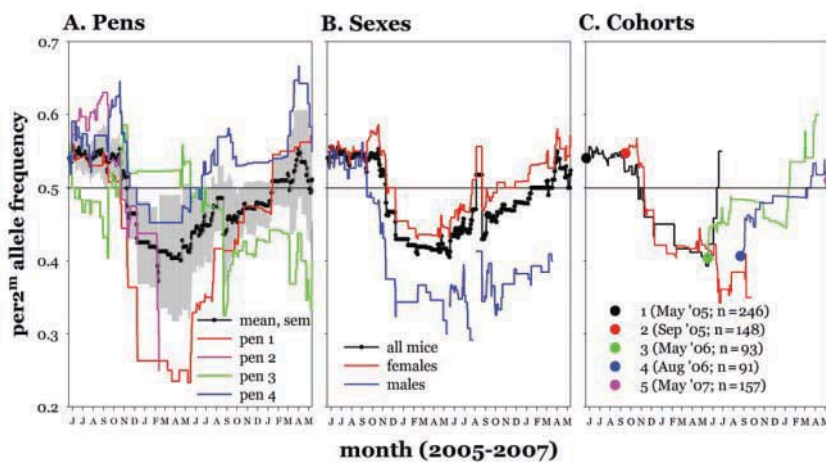 A. Pens
B. Sexes
C. Cohorts
per2ᵐ allele frequency
0.7
0.6
0.5
0.4
0.3
0.2
mean, sem
pen 1
pen 2
pen 3
pen 4
all mice
females
males
1 (May '05; n=246)
2 (Sep '05; n=148)
3 (May '06; n=93)
4 (Aug '06; n=91)
5 (May '07; n=157)
J J A S O N D J F M A M J J A S O N D J F M A M
J J A S O N D J F M A M J J A S O N D J F M A M
J J A S O N D J F M A M J J A S O N D J F M A M
month (2005-2007)